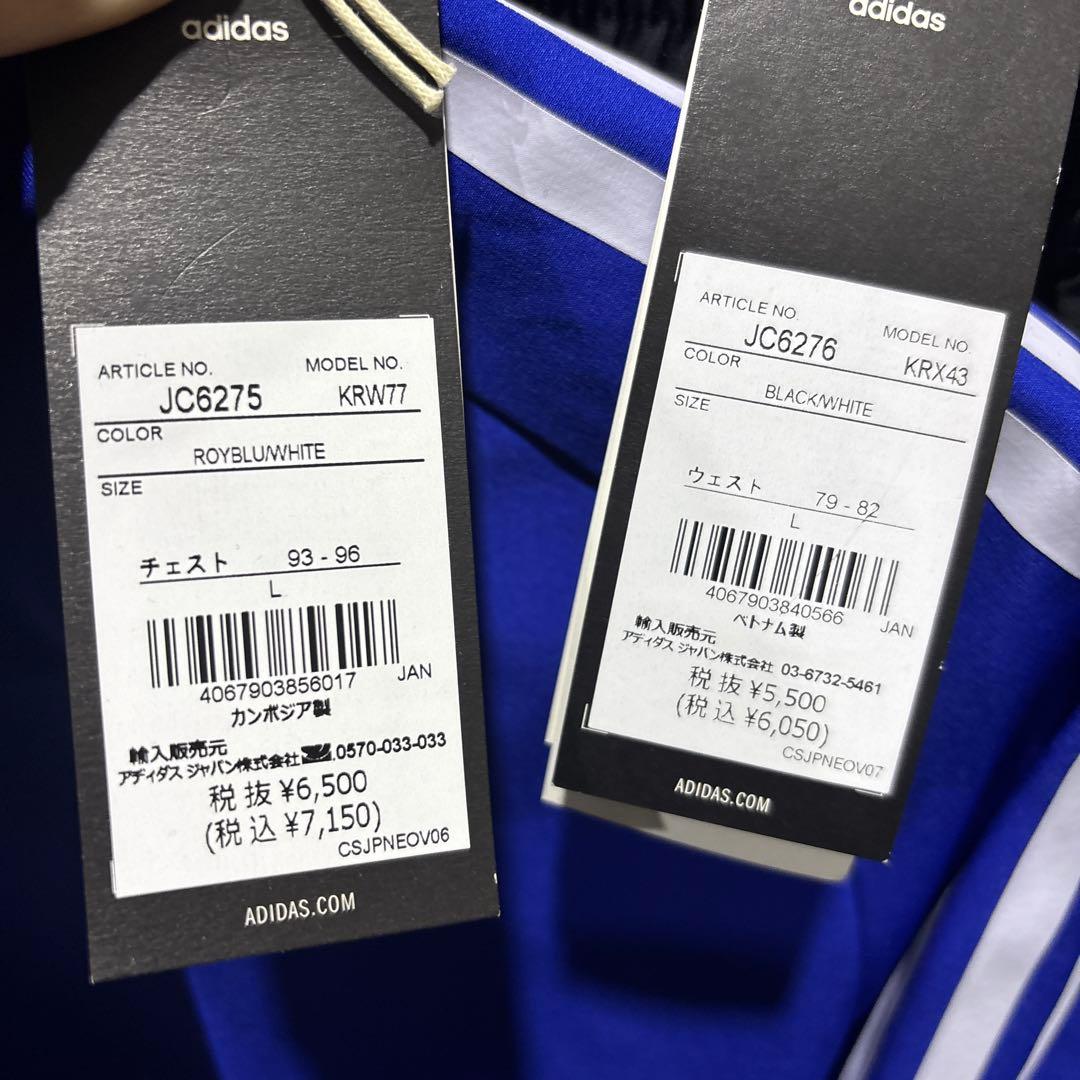 adidas
ARTICLE NO. MODEL NO.
JC6275 KRW77
COLOR
ROYBLU/WHITE
SIZE
チェスト 93 - 96
L
4067903856017 JAN
カンボジア製
輸入販売元
アディダス ジャパン株式会社 0570-033-033
税抜 ¥6,500
(税込 ¥7,150)
CSJPNEOV06
ADIDAS.COM
adidas
ARTICLE NO. MODEL NO.
JC6276 KRX43
COLOR
BLACK/WHITE
SIZE
ウェスト 79 - 82
L
4067903840566 JAN
ベトナム製
輸入販売元
アディダス ジャパン株式会社 03-6732-5461
税抜 ¥5,500
(税込 ¥6,050)
CSJPNEOV07
ADIDAS.COM